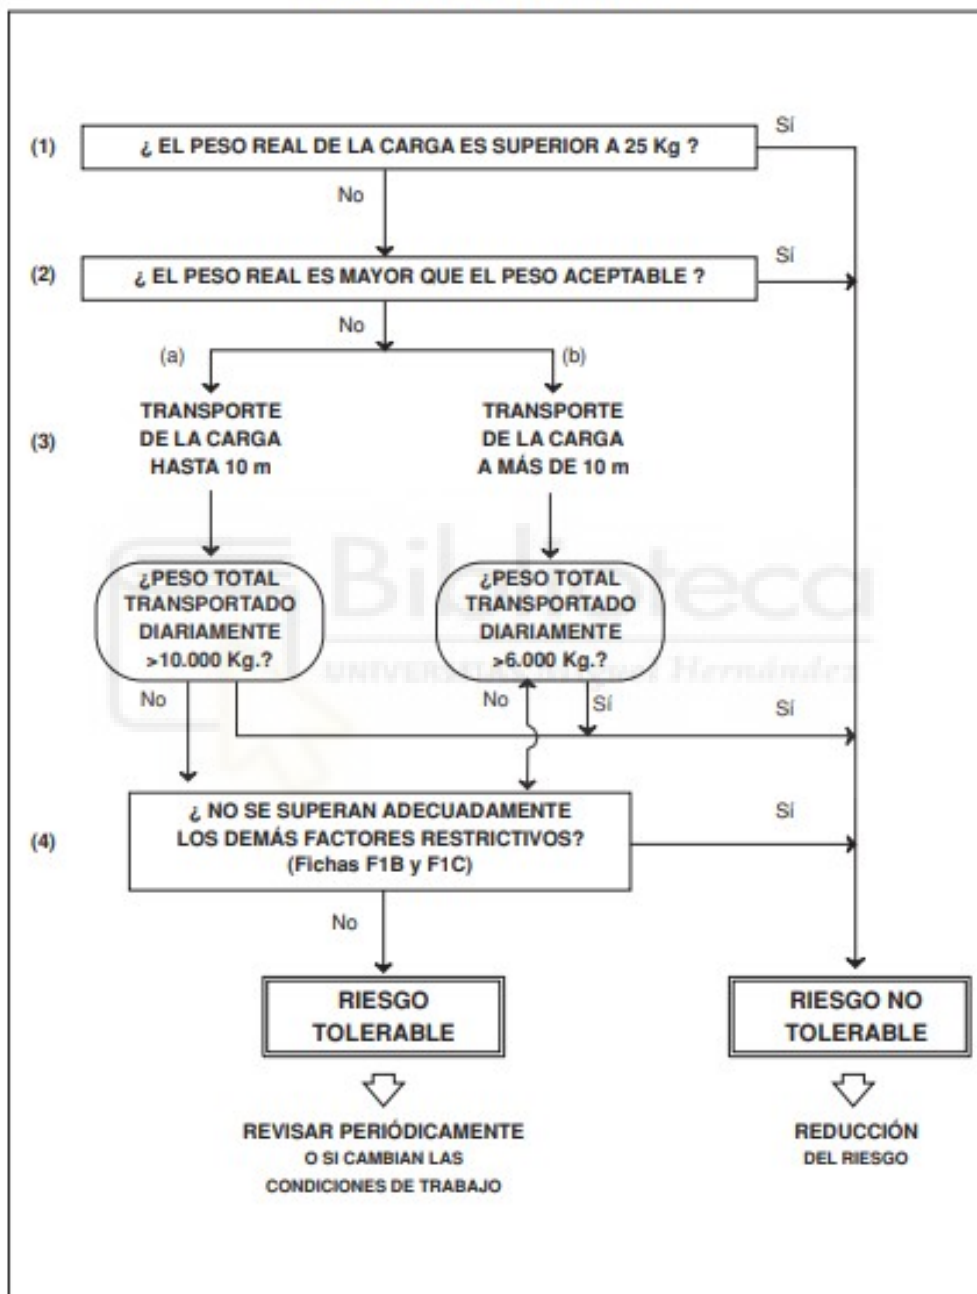 Sí
(1) ¿ EL PESO REAL DE LA CARGA ES SUPERIOR A 25 Kg ?
No
Sí
(2) ¿ EL PESO REAL ES MAYOR QUE EL PESO ACEPTABLE ?
No
(a) (b)
(3)
TRANSPORTE
DE LA CARGA
HASTA 10 m
TRANSPORTE
DE LA CARGA
A MÁS DE 10 m
¿PESO TOTAL
TRANSPORTADO
DIARIAMENTE
>10.000 Kg.?
¿PESO TOTAL
TRANSPORTADO
DIARIAMENTE
>6.000 Kg.?
Biblioteca
UNIVERSITAS Miguel Hernández
No No Sí Sí
(4)
¿ NO SE SUPERAN ADECUADAMENTE
LOS DEMÁS FACTORES RESTRICTIVOS?
(Fichas F1B y F1C)
Sí
No
RIESGO
TOLERABLE
RIESGO NO
TOLERABLE
REVISAR PERIÓDICAMENTE
O SI CAMBIAN LAS
CONDICIONES DE TRABAJO
REDUCCIÓN
DEL RIESGO